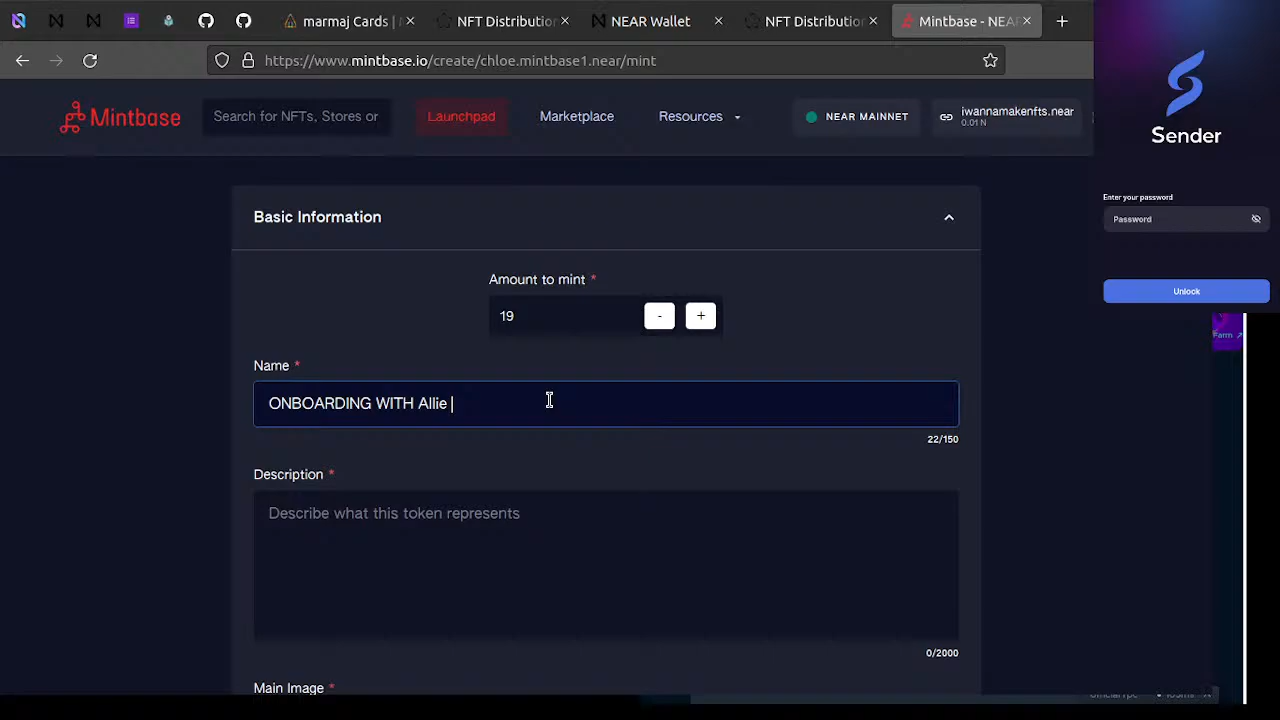 marmaj Cards |
NFT Distribution
NEAR Wallet
NFT Distribution
Mintbase - NEA
https://www.mintbase.io/create/chloe.mintbase1.near/mint
Mintbase
Search for NFTs, Stores or
Launchpad
Marketplace
Resources
NEAR MAINNET
iwannamakenfts.near
0.01 N
Sender
Enter your password
Password
Unlock
Farm
Basic Information
Amount to mint *
19
-
+
Name *
ONBOARDING WITH Allie
22/150
Description *
Describe what this token represents
0/2000
Main Image *